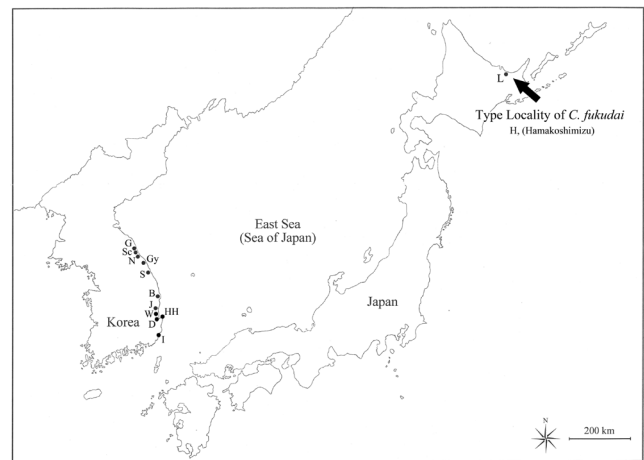 L
Type Locality of C. fukudai
H, (Hamakoshimizu)
East Sea
(Sea of Japan)
G
Sc
N
Gy
S
B
J
W
HH
D
I
Korea
Japan
N
200 km